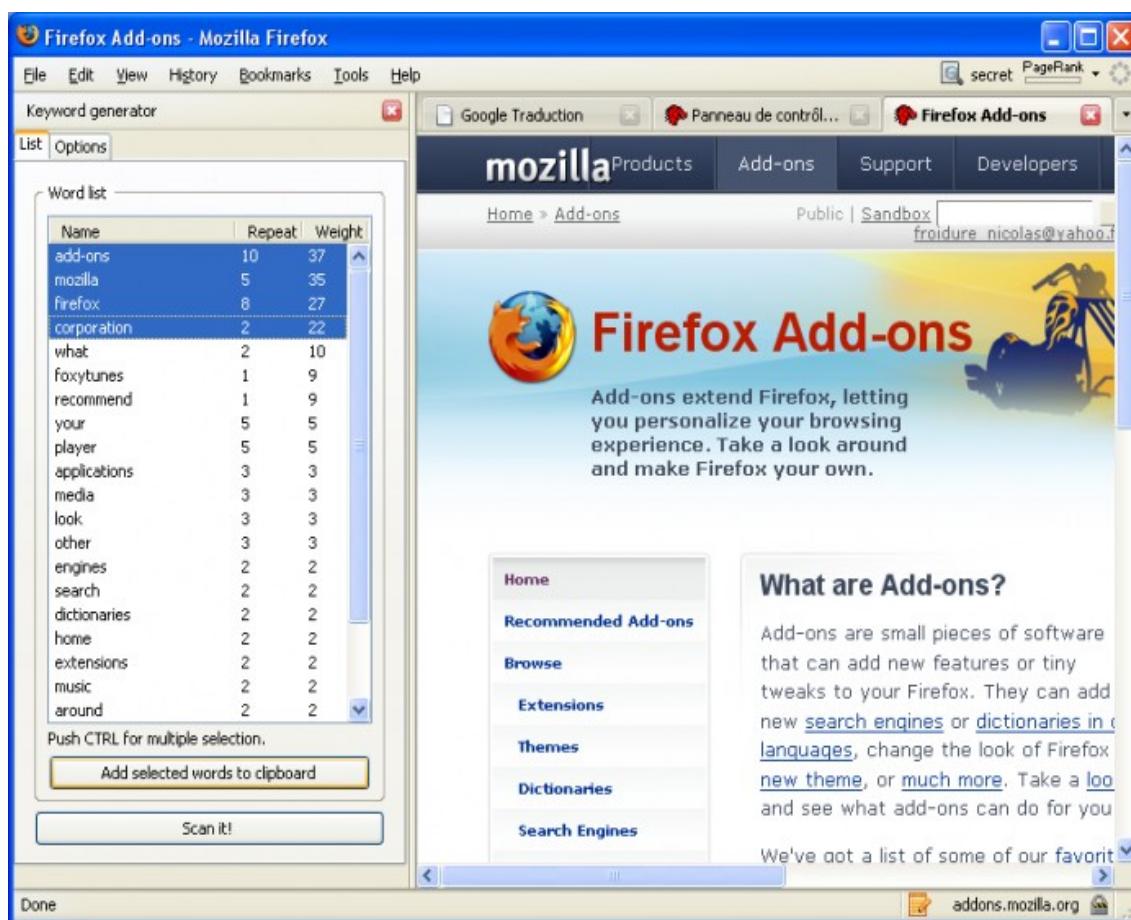 Firefox Add-ons - Mozilla Firefox
File Edit View History Bookmarks Tools Help
secret PageRank
Keyword generator
List Options
Word list
Name Repeat Weight
add-ons 10 37
mozilla 5 35
firefox 8 27
corporation 2 22
what 2 10
foxytunes 1 9
recommend 1 9
your 5 5
player 5 5
applications 3 3
media 3 3
look 3 3
other 3 3
engines 2 2
search 2 2
dictionaries 2 2
home 2 2
extensions 2 2
music 2 2
around 2 2
Push CTRL for multiple selection.
Add selected words to clipboard
Scan it!
Google Traduction Panneau de contrôl... Firefox Add-ons
mozilla Products Add-ons Support Developers
Home » Add-ons Public | Sandbox
froidure_nicolas@yahoo.f
Firefox Add-ons
Add-ons extend Firefox, letting
you personalize your browsing
experience. Take a look around
and make Firefox your own.
Home
Recommended Add-ons
Browse
Extensions
Themes
Dictionaries
Search Engines
What are Add-ons?
Add-ons are small pieces of software
that can add new features or tiny
tweaks to your Firefox. They can add
new search engines or dictionaries in
languages, change the look of Firefox
new theme, or much more. Take a loo
and see what add-ons can do for you
We've got a list of some of our favorit
Done addons.mozilla.org